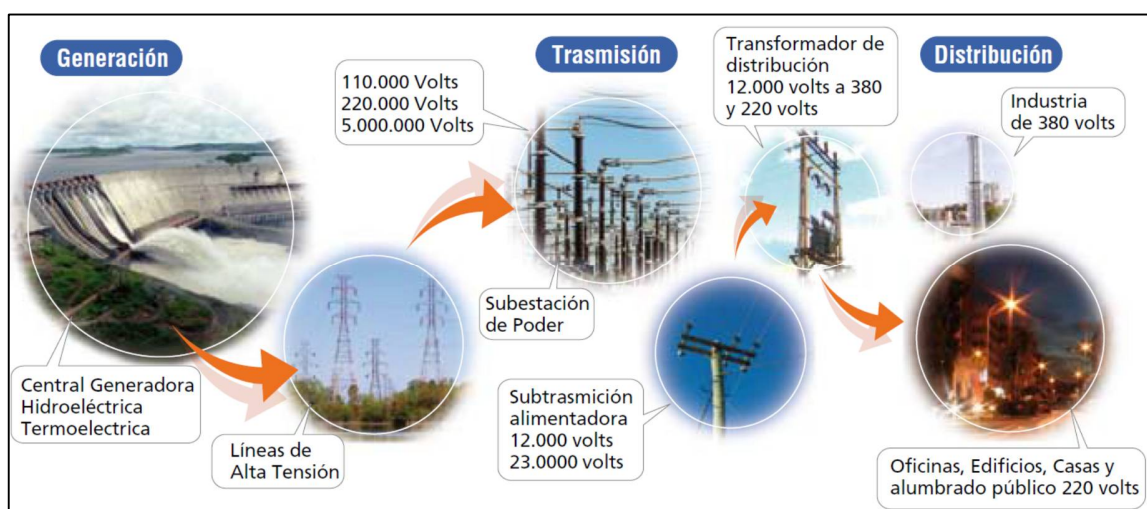 Generación
Central Generadora
Hidroeléctrica
Termoelectrica
Líneas de
Alta Tensión
Trasmisión
110.000 Volts
220.000 Volts
5.000.000 Volts
Subestación
de Poder
Subtrasmición
alimentadora
12.000 volts
23.0000 volts
Transformador de
distribución
12.000 volts a 380
y 220 volts
Distribución
Industria
de 380 volts
Oficinas, Edificios, Casas y
alumbrado público 220 volts